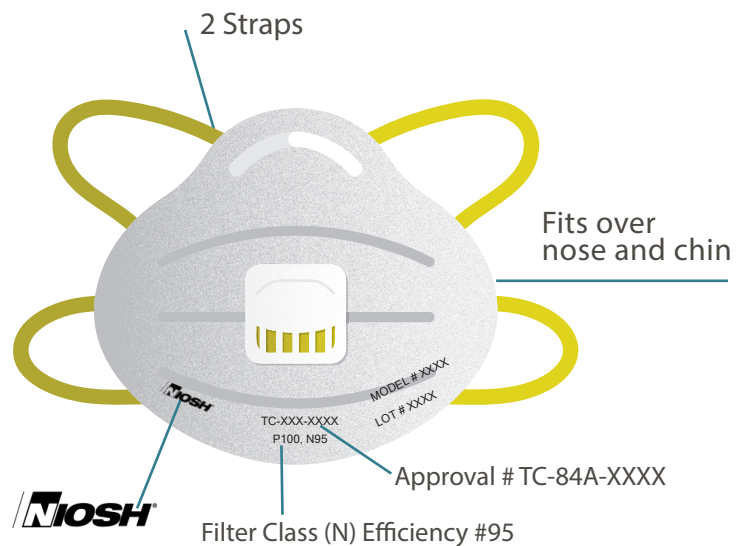 2 Straps
Fits over
nose and chin
NIOSH
MODEL # XXXX
LOT # XXXX
TC-XXX-XXXX
P100, N95
Approval # TC-84A-XXXX
NIOSH
Filter Class (N) Efficiency #95